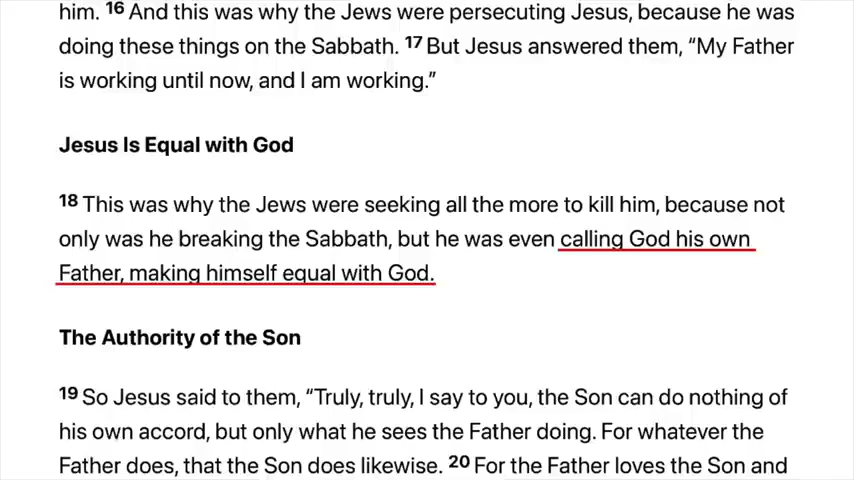 him. 16 And this was why the Jews were persecuting Jesus, because he was
doing these things on the Sabbath. 17 But Jesus answered them, “My Father
is working until now, and I am working.”
Jesus Is Equal with God
18 This was why the Jews were seeking all the more to kill him, because not
only was he breaking the Sabbath, but he was even calling God his own
Father, making himself equal with God.
The Authority of the Son
19 So Jesus said to them, “Truly, truly, I say to you, the Son can do nothing of
his own accord, but only what he sees the Father doing. For whatever the
Father does, that the Son does likewise. 20 For the Father loves the Son and